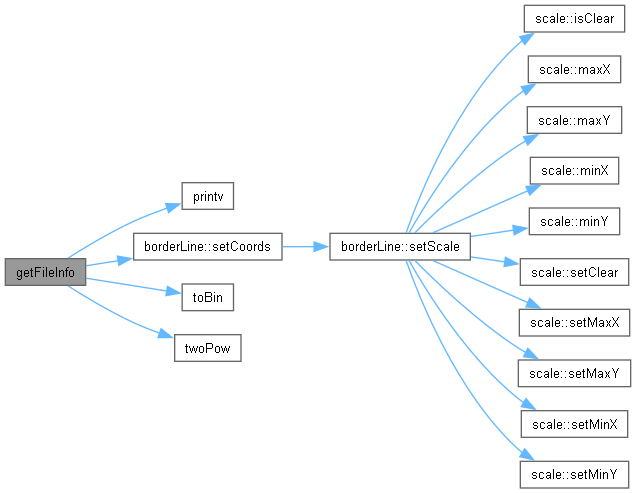 getFileInfo
printv
borderLine::setCoords
toBin
twoPow
borderLine::setScale
scale::isClear
scale::maxX
scale::maxY
scale::minX
scale::minY
scale::setClear
scale::setMaxX
scale::setMaxY
scale::setMinX
scale::setMinY